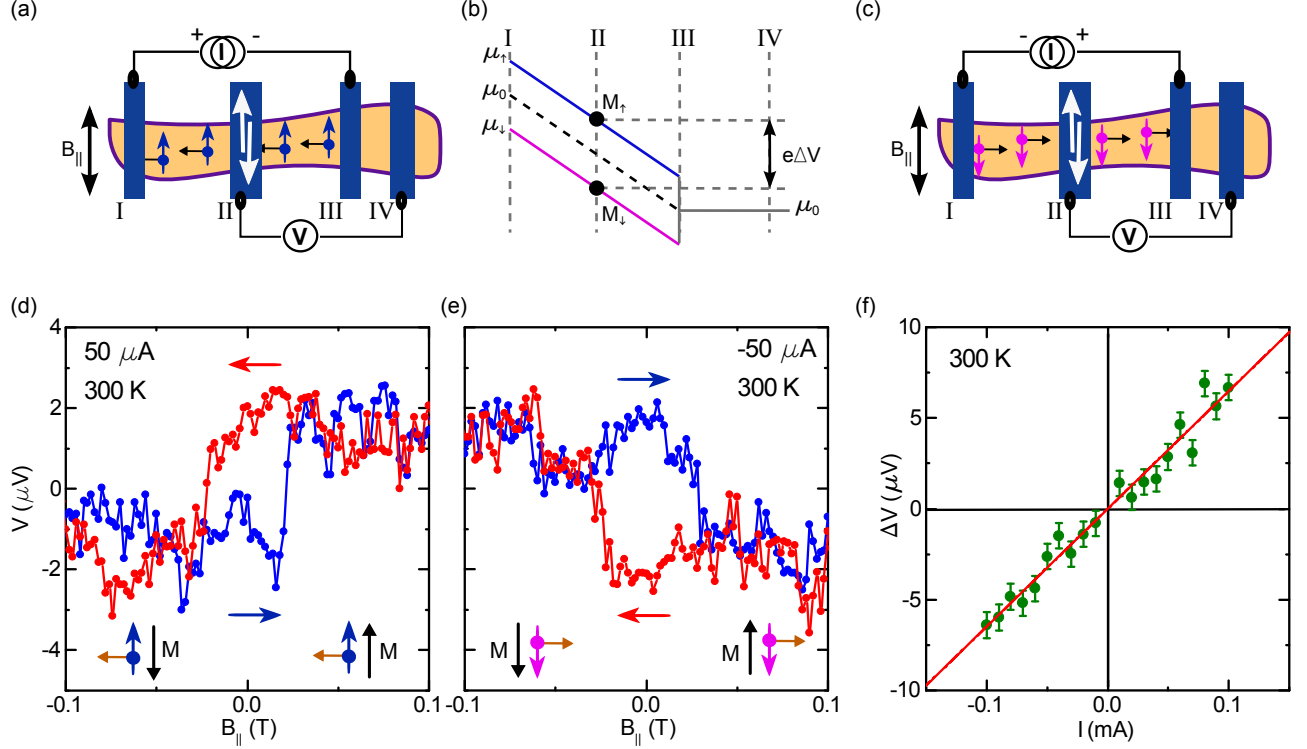 (a)
+ I -
B||
I
II
III
IV
V
(b)
I
II
III
IV
μ↑
μ0
μ↓
M↑
M↓
eΔV
μ0
(c)
- I +
B||
I
II
III
IV
V
(d)
50 μA
300 K
V (μV)
2
0
-2
-4
M
M
-0.1
0.0
0.1
B|| (T)
(e)
-50 μA
300 K
M
M
-0.1
0.0
0.1
B|| (T)
(f)
300 K
ΔV (μV)
10
5
0
-5
-10
-0.1
0.0
0.1
I (mA)